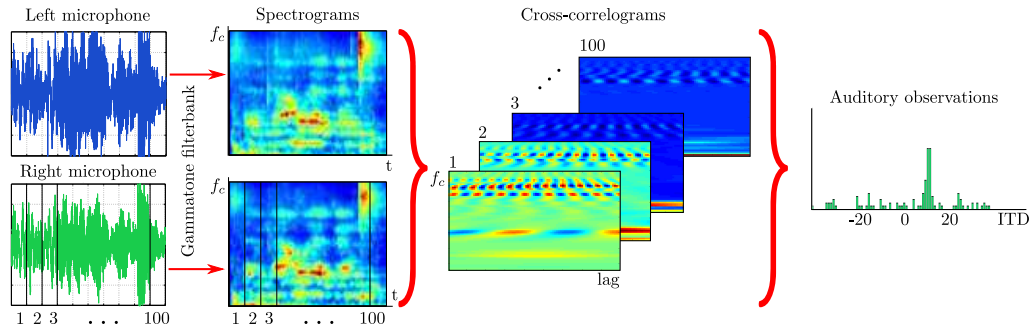 Left microphone
Right microphone
1 2 3 . . . 100
Gammatone filterbank
Spectrograms
f_c
t
f_c
t
1 2 3 . . . 100
Cross-correlograms
100
3
2
1
f_c
lag
Auditory observations
-20 0 20 ITD